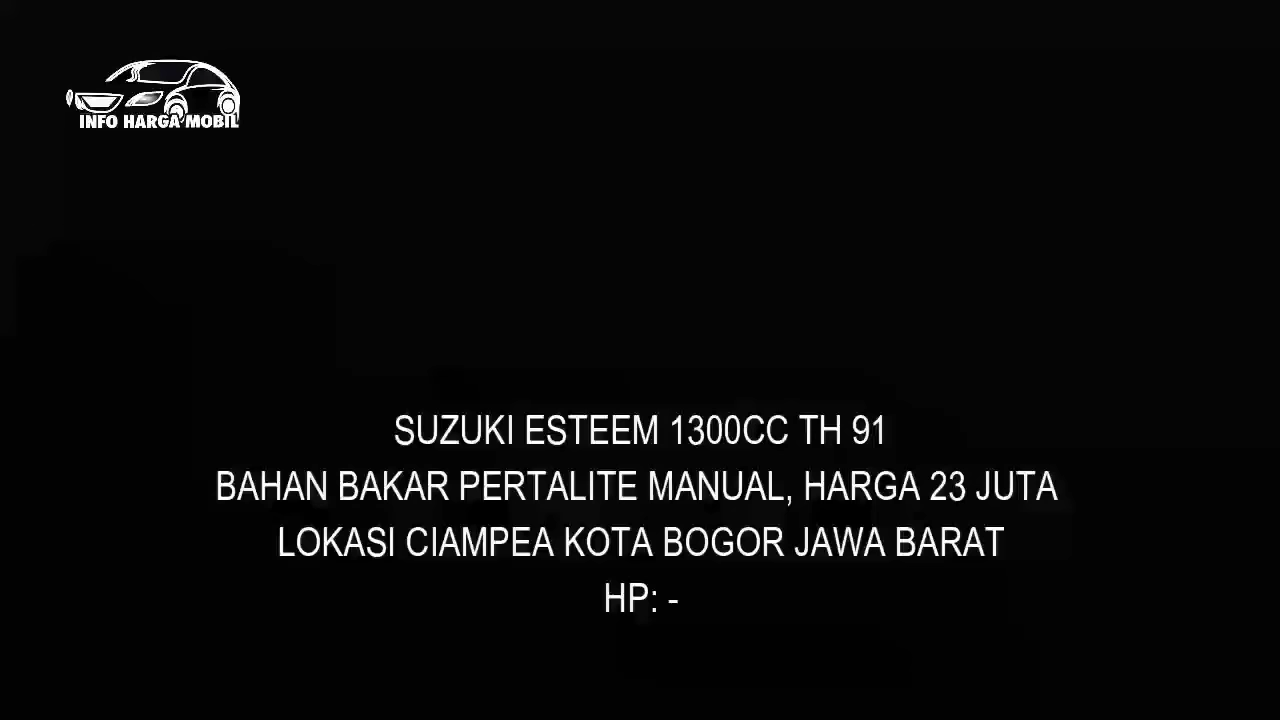 INFO HARGA MOBIL
SUZUKI ESTEEM 1300CC TH 91
BAHAN BAKAR PERTALITE MANUAL, HARGA 23 JUTA
LOKASI CIAMPEA KOTA BOGOR JAWA BARAT
HP: -